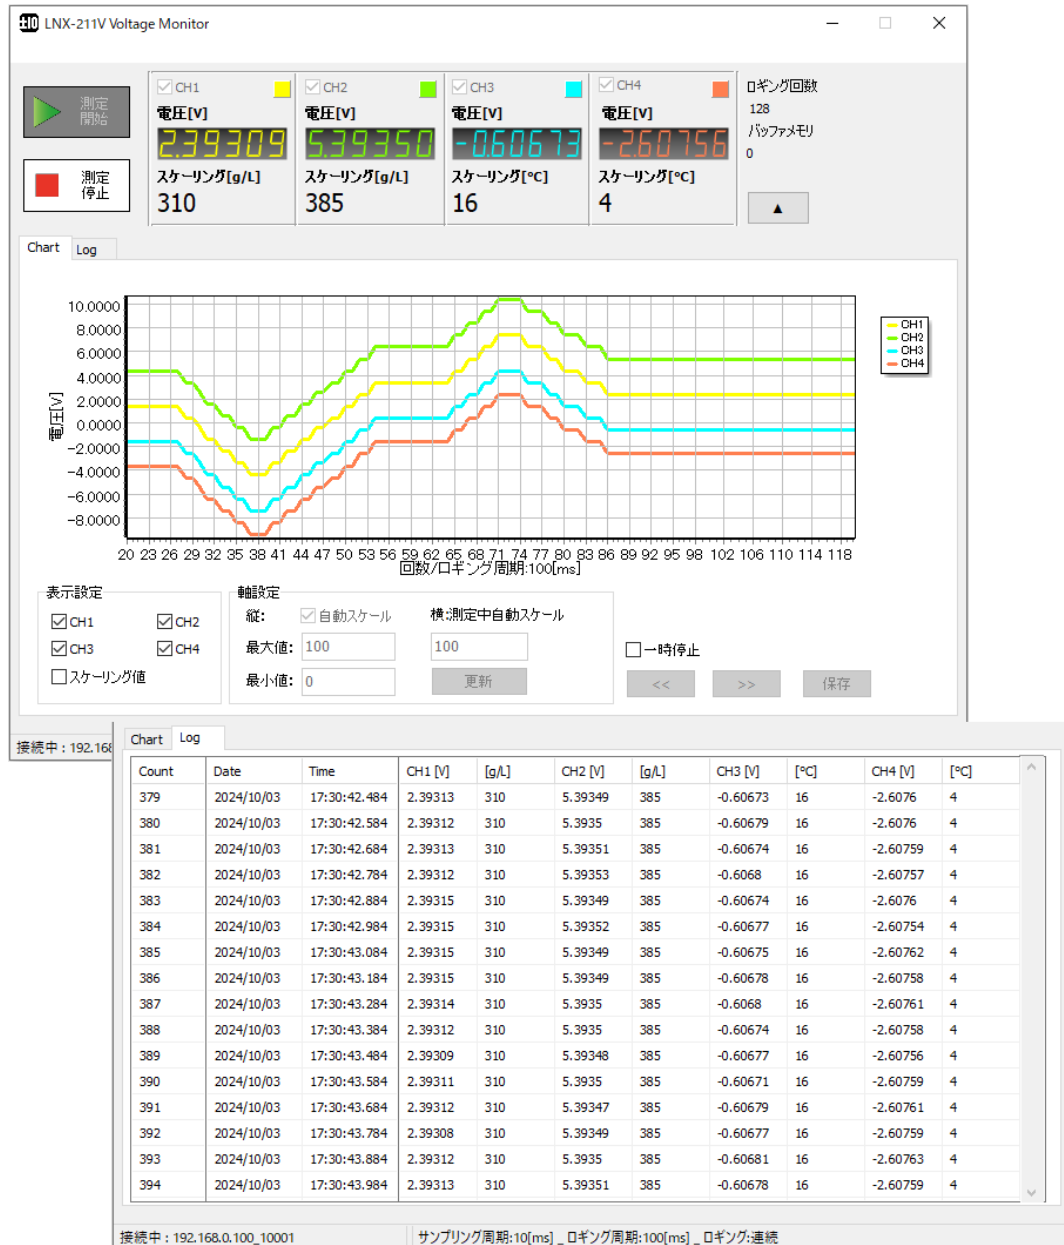 LNX-211V Voltage Monitor
測定開始
測定停止
CH1 CH2 CH3 CH4
電圧[V] 電圧[V] 電圧[V] 電圧[V]
2.39309 5.39350 -0.60673 -2.60756
スケーリング[g/L] スケーリング[g/L] スケーリング[°C] スケーリング[°C]
310 385 16 4
ロギング回数
128
バッファメモリ
0
▲
Chart Log
10.0000
8.0000
6.0000
4.0000
2.0000
0.0000
-2.0000
-4.0000
-6.0000
-8.0000
電圧[V]
20 23 26 29 32 35 38 41 44 47 50 53 56 59 62 65 68 71 74 77 80 83 86 89 92 95 98 102 106 110 114 118
回数/ロギング周期:100[ms]
CH1
CH2
CH3
CH4
表示設定
CH1 CH2
CH3 CH4
スケーリング値
軸設定
縦: 自動スケール 横:測定中自動スケール
最大値: 100 100
最小値: 0 更新
一時停止
<< >> 保存
接続中 : 192.168
Chart Log
Count Date Time CH1 [V] [g/L] CH2 [V] [g/L] CH3 [V] [°C] CH4 [V] [°C]
379 2024/10/03 17:30:42.484 2.39313 310 5.39349 385 -0.60673 16 -2.6076 4
380 2024/10/03 17:30:42.584 2.39312 310 5.3935 385 -0.60679 16 -2.6076 4
381 2024/10/03 17:30:42.684 2.39313 310 5.39351 385 -0.60674 16 -2.60759 4
382 2024/10/03 17:30:42.784 2.39312 310 5.39353 385 -0.6068 16 -2.60757 4
383 2024/10/03 17:30:42.884 2.39315 310 5.39349 385 -0.60674 16 -2.6076 4
384 2024/10/03 17:30:42.984 2.39315 310 5.39352 385 -0.60677 16 -2.60754 4
385 2024/10/03 17:30:43.084 2.39315 310 5.39349 385 -0.60675 16 -2.60762 4
386 2024/10/03 17:30:43.184 2.39315 310 5.39349 385 -0.60678 16 -2.60758 4
387 2024/10/03 17:30:43.284 2.39314 310 5.3935 385 -0.6068 16 -2.60761 4
388 2024/10/03 17:30:43.384 2.39312 310 5.3935 385 -0.60674 16 -2.60758 4
389 2024/10/03 17:30:43.484 2.39309 310 5.39348 385 -0.60677 16 -2.60756 4
390 2024/10/03 17:30:43.584 2.39311 310 5.3935 385 -0.60671 16 -2.60759 4
391 2024/10/03 17:30:43.684 2.39312 310 5.39347 385 -0.60679 16 -2.60761 4
392 2024/10/03 17:30:43.784 2.39308 310 5.39349 385 -0.60677 16 -2.60759 4
393 2024/10/03 17:30:43.884 2.39312 310 5.3935 385 -0.60681 16 -2.60763 4
394 2024/10/03 17:30:43.984 2.39313 310 5.39351 385 -0.60678 16 -2.60759 4
接続中 : 192.168.0.100_10001 サンプリング周期:10[ms] _ ロギング周期:100[ms] _ ロギング:連続